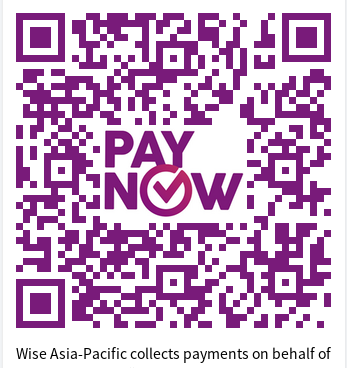 PAY
NOW
Wise Asia-Pacific collects payments on behalf of